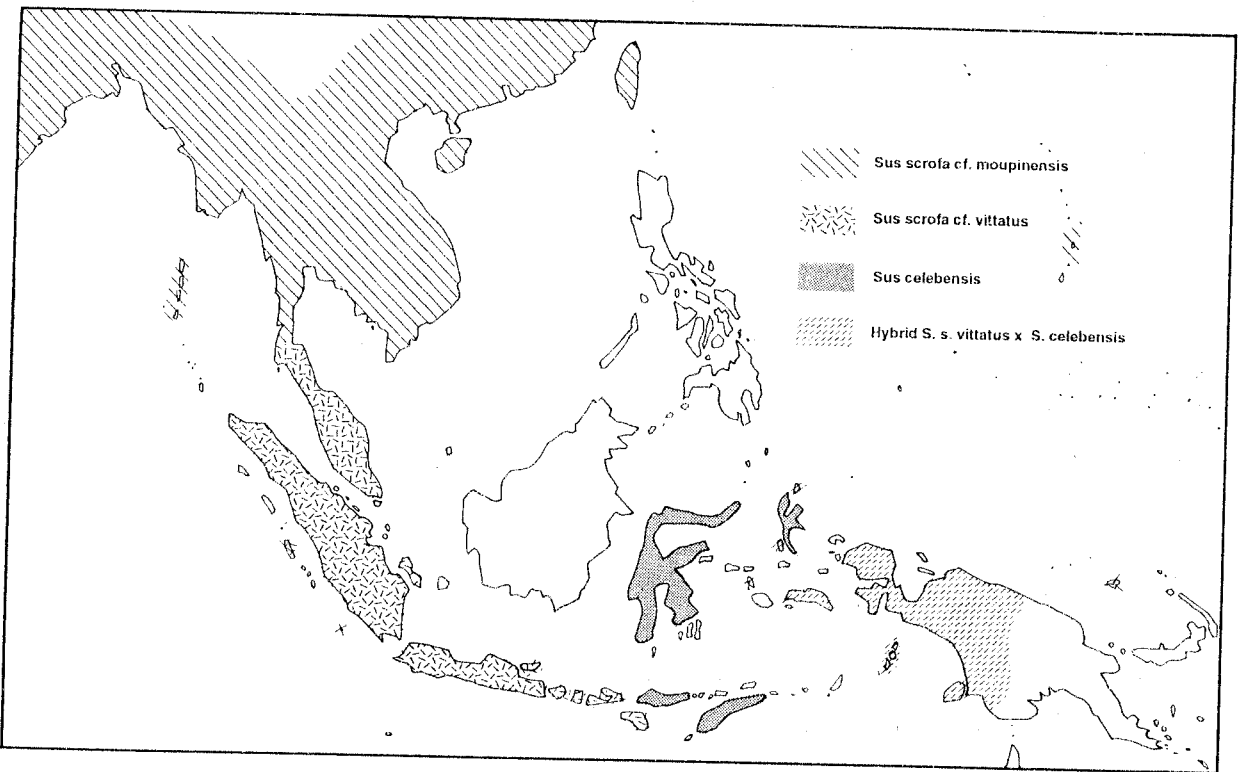 Sus scrofa cf. moupinensis
Sus scrofa cf. vittatus
Sus celebensis
Hybrid S. s. vittatus x S. celebensis